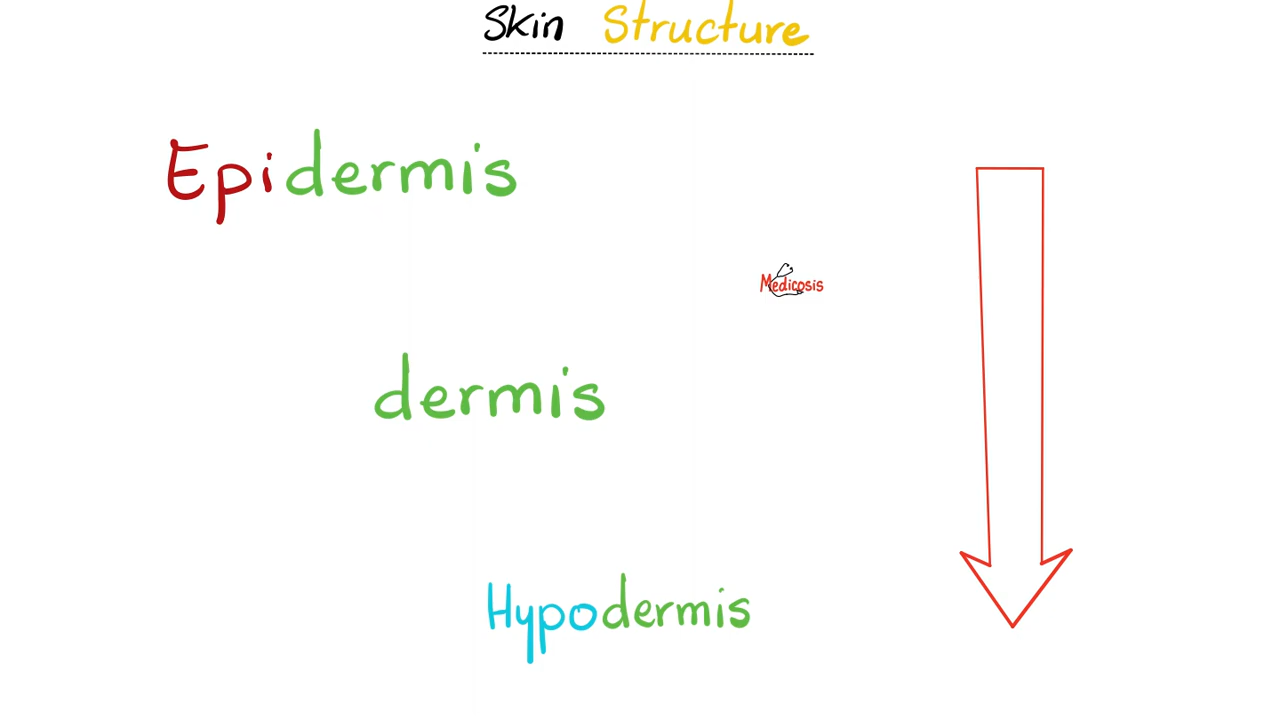 Skin Structure
Epidermis
Medicosis
dermis
Hypodermis